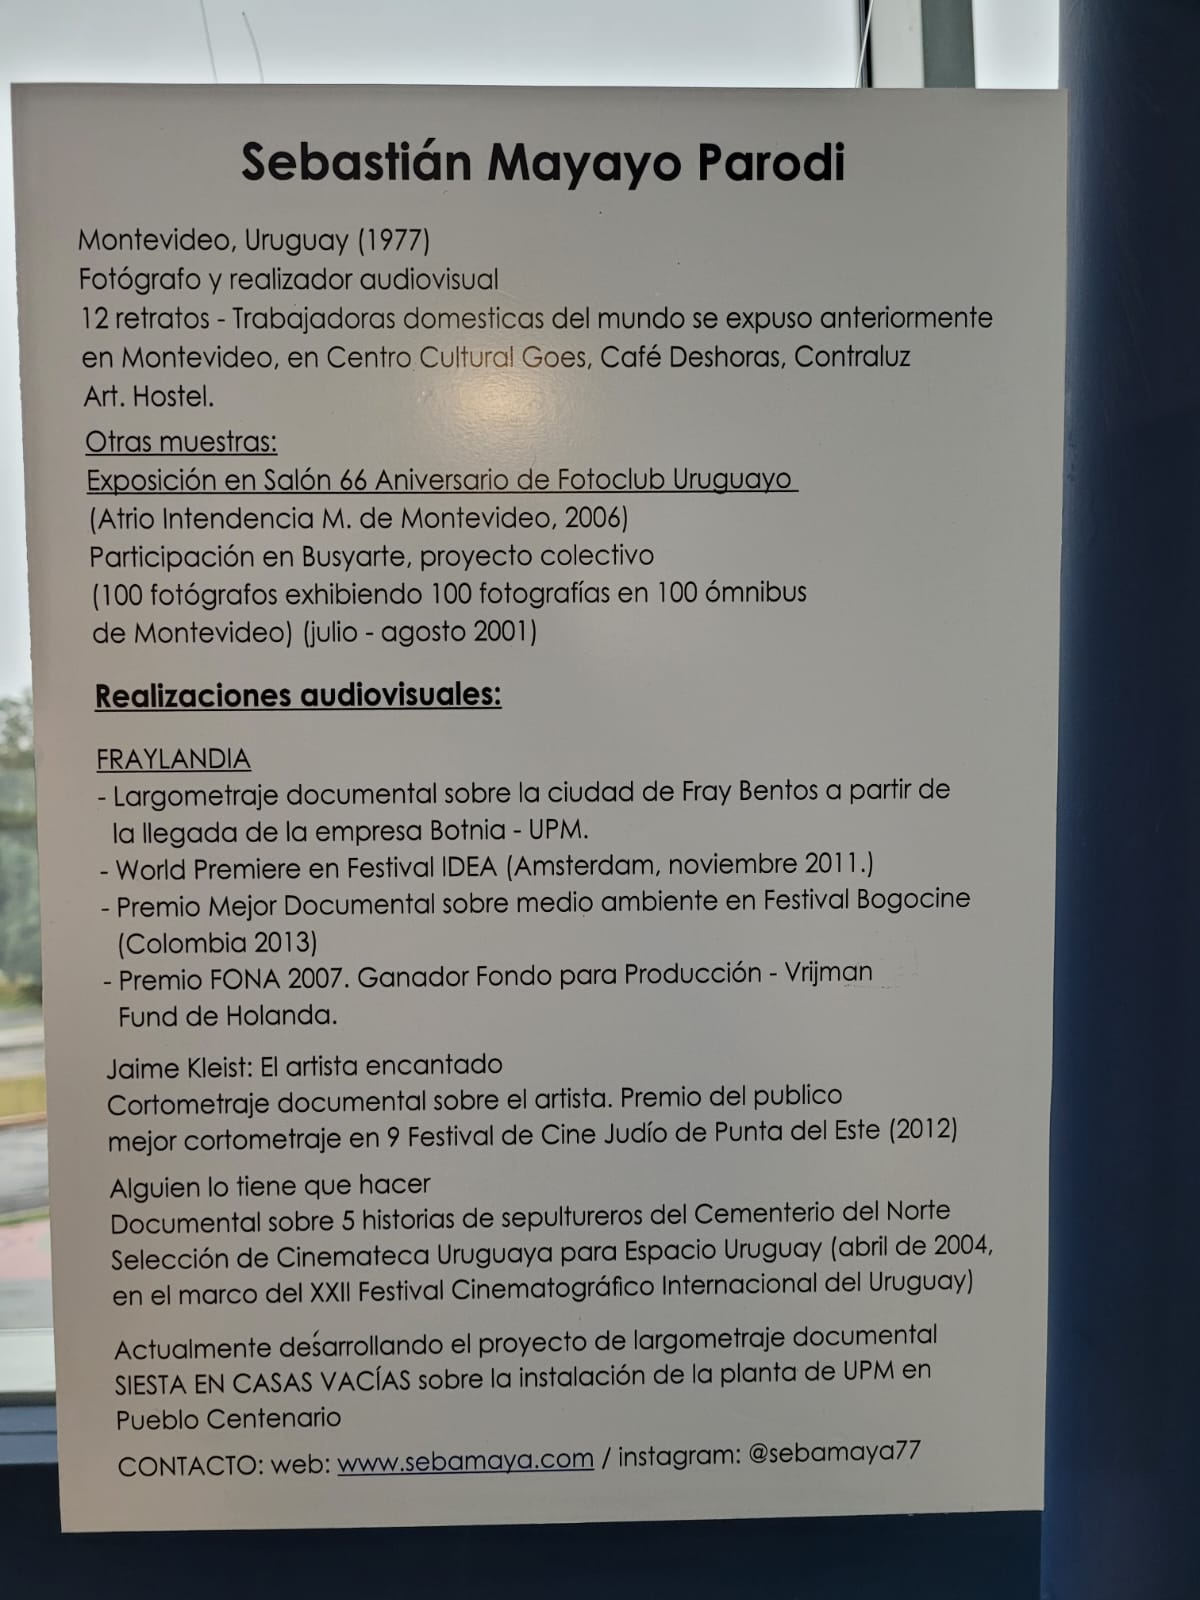 Sebastián Mayayo Parodi
Montevideo, Uruguay (1977)
Fotógrafo y realizador audiovisual
12 retratos - Trabajadoras domesticas del mundo se expuso anteriormente
en Montevideo, en Centro Cultural Goes, Café Deshoras, Contraluz
Art. Hostel.
Otras muestras:
Exposición en Salón 66 Aniversario de Fotoclub Uruguayo
(Atrio Intendencia M. de Montevideo, 2006)
Participación en Busyarte, proyecto colectivo
(100 fotógrafos exhibiendo 100 fotografías en 100 ómnibus
de Montevideo) (julio - agosto 2001)
Realizaciones audiovisuales:
FRAYLANDIA
- Largometraje documental sobre la ciudad de Fray Bentos a partir de
la llegada de la empresa Botnia - UPM.
- World Premiere en Festival IDEA (Amsterdam, noviembre 2011.)
- Premio Mejor Documental sobre medio ambiente en Festival Bogocine
(Colombia 2013)
- Premio FONA 2007. Ganador Fondo para Producción - Vrijman
Fund de Holanda.
Jaime Kleist: El artista encantado
Cortometraje documental sobre el artista. Premio del publico
mejor cortometraje en 9 Festival de Cine Judío de Punta del Este (2012)
Alguien lo tiene que hacer
Documental sobre 5 historias de sepultureros del Cementerio del Norte
Selección de Cinemateca Uruguaya para Espacio Uruguay (abril de 2004,
en el marco del XXII Festival Cinematográfico Internacional del Uruguay)
Actualmente desarrollando el proyecto de largometraje documental
SIESTA EN CASAS VACÍAS sobre la instalación de la planta de UPM en
Pueblo Centenario
CONTACTO: web: www.sebamaya.com / instagram: @sebamaya77